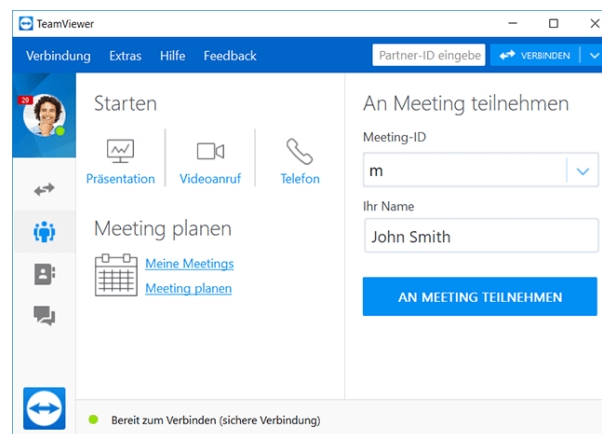 TeamViewer
Verbindung Extras Hilfe Feedback
Partner-ID eingebe
VERBINDEN
29
Starten
Präsentation
Videoanruf
Telefon
Meeting planen
Meine Meetings
Meeting planen
An Meeting teilnehmen
Meeting-ID
m
Ihr Name
John Smith
AN MEETING TEILNEHMEN
Bereit zum Verbinden (sichere Verbindung)